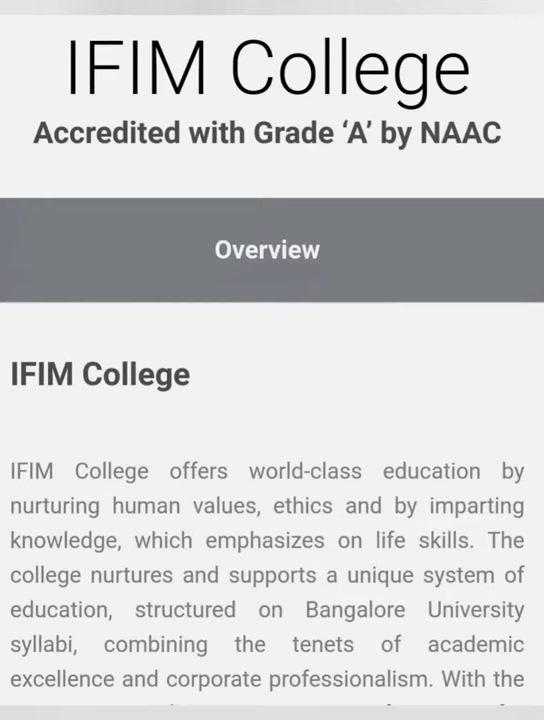 IFIM College
Accredited with Grade ‘A’ by NAAC
Overview
IFIM College
IFIM College offers world-class education by
nurturing human values, ethics and by imparting
knowledge, which emphasizes on life skills. The
college nurtures and supports a unique system of
education, structured on Bangalore University
syllabi, combining the tenets of academic
excellence and corporate professionalism. With the